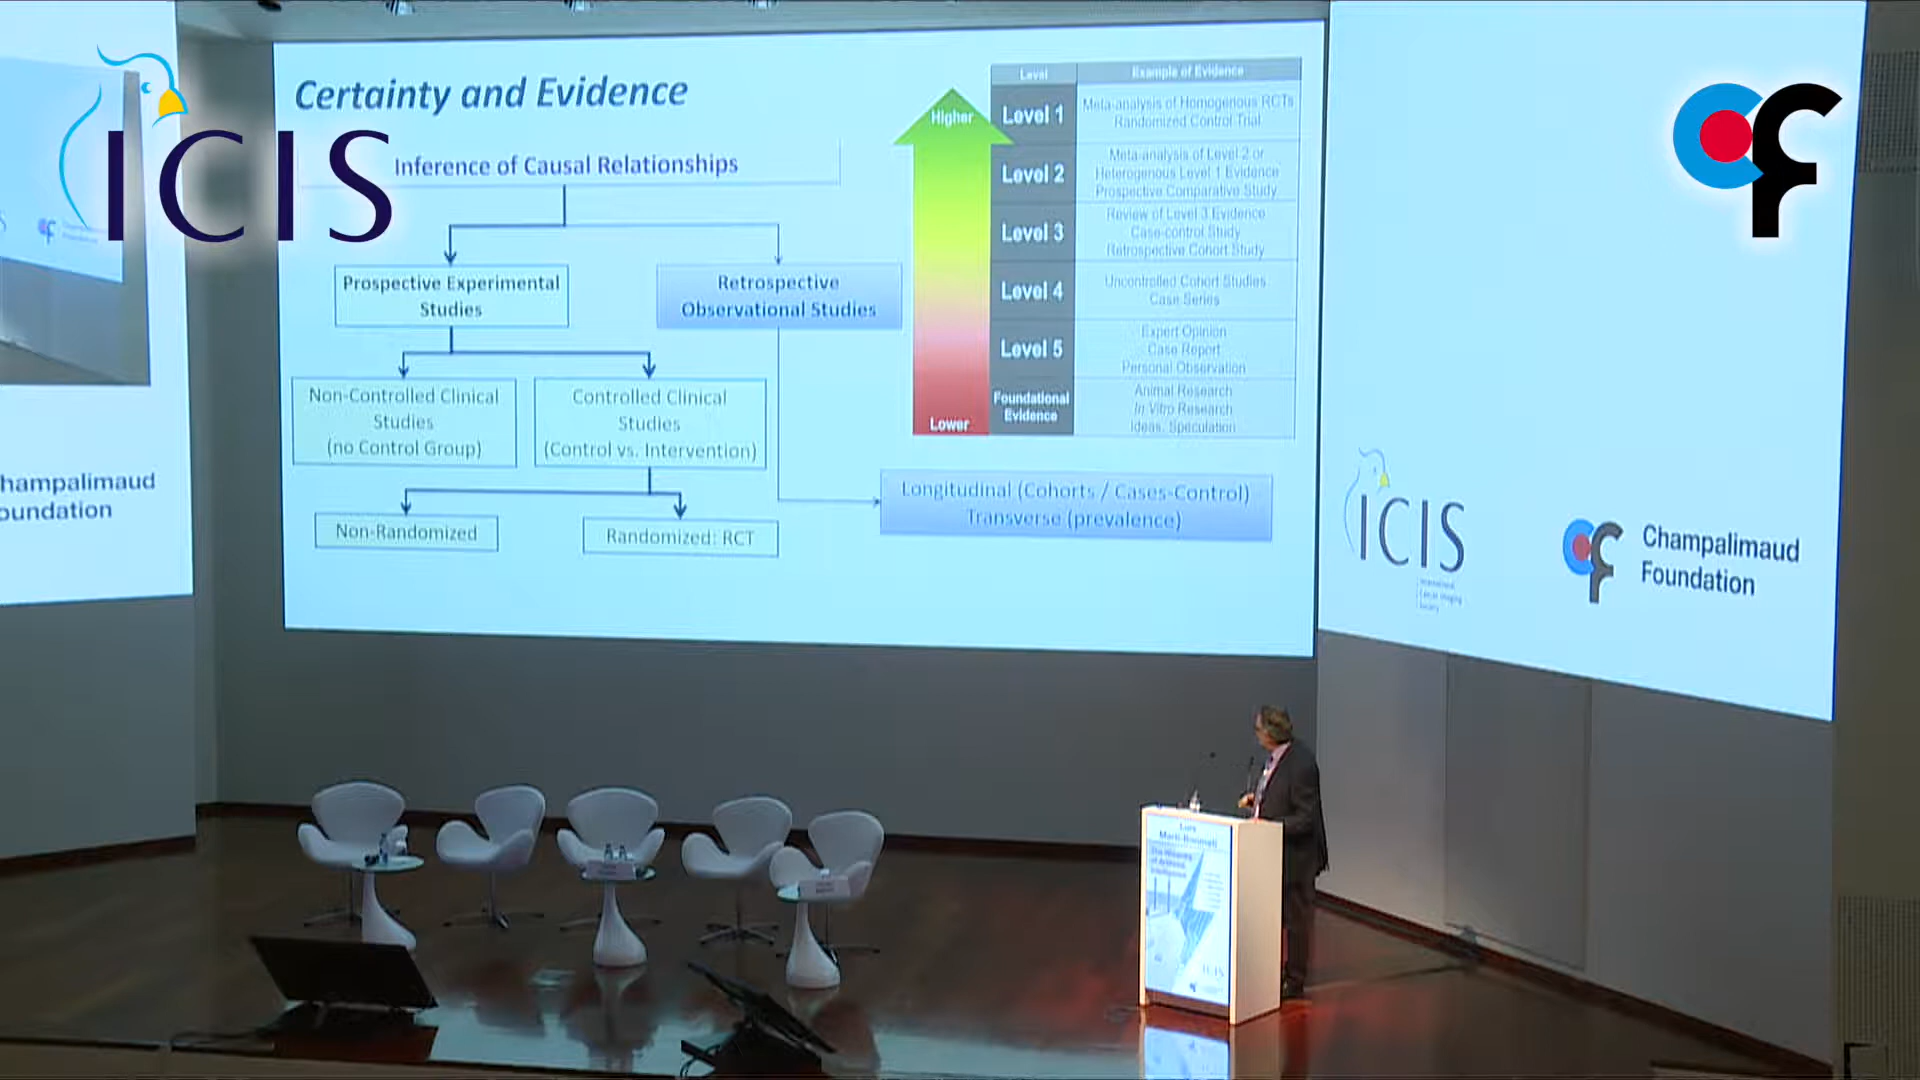 ICIS
Certainty and Evidence
Inference of Causal Relationships
Prospective Experimental
Studies
Retrospective
Observational Studies
Non-Controlled Clinical
Studies
(no Control Group)
Controlled Clinical
Studies
(Control vs. Intervention)
Non-Randomized
Randomized: RCT
Longitudinal (Cohorts / Cases-Control)
Transverse (prevalence)
Higher
Lower
Level
Example of Evidence
Level 1
Meta-analysis of Homogenous RCTs
Randomized Control Trial
Level 2
Meta-analysis of Level 2 or
Heterogenous Level 1 Evidence
Prospective Comparative Study
Level 3
Review of Level 3 Evidence
Case-control Study
Retrospective Cohort Study
Level 4
Uncontrolled Cohort Studies
Case Series
Level 5
Expert Opinion
Case Report
Personal Observation
Foundational
Evidence
Animal Research
In Vitro Research
Ideas, Speculation
cf
hampalimaud
oundation
ICIS
cf
Champalimaud
Foundation
Luis
ICIS